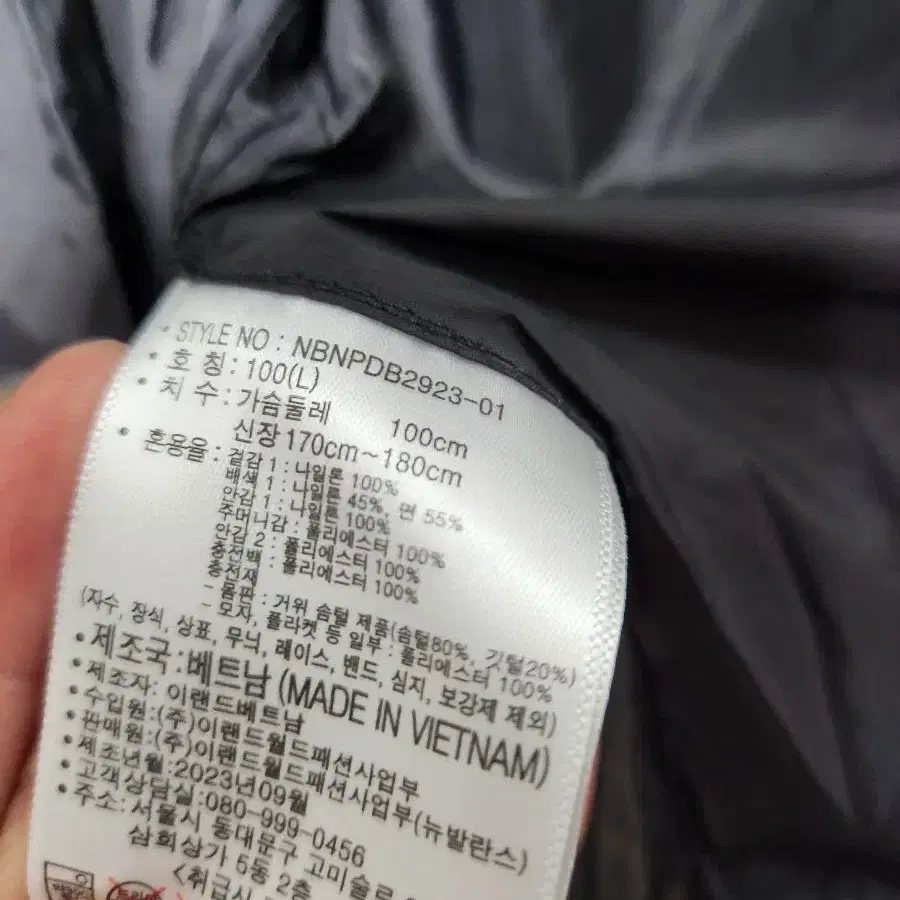 • STYLE NO : NBNPDB2923-01
• 호 칭 : 100(L)
• 치 수 : 가슴둘레 100cm
신장 170cm~180cm
• 혼용율 : 겉감 1 : 나일론 100%
배색 1 : 나일론 45%, 면 55%
안감 1 : 나일론 100%
주머니감 : 폴리에스터 100%
안감 2 : 폴리에스터 100%
충전백 : 폴리에스터 100%
충전재
- 몸판 : 거위 솜털 제품(솜털80%, 깃털20%)
- 모자, 플라켓 등 일부 : 폴리에스터 100%
(자수, 장식, 상표, 무늬, 레이스, 밴드, 심지, 보강제 제외)
• 제조국 : 베트남 (MADE IN VIETNAM)
• 제조자: 이랜드베트남
• 수입원:(주)이랜드월드패션사업부
• 판매원:(주)이랜드월드패션사업부(뉴발란스)
• 제조년월:2023년09월
• 고객상담실:080-999-0456
• 주소: 서울시 동대문구 고미술로
삼희상가 5동 2층
<취급시